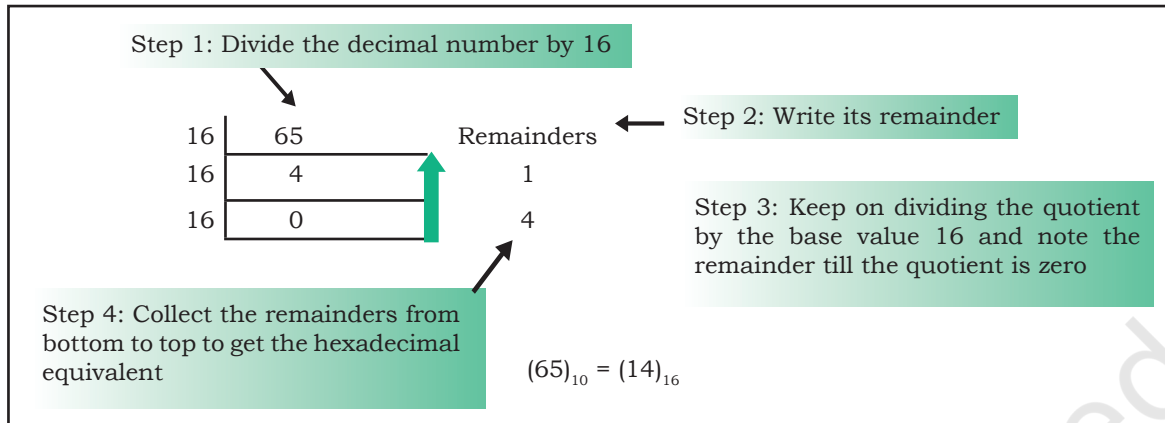 Step 1: Divide the decimal number by 16
Step 2: Write its remainder
16 65 Remainders
16 4 1
16 0 4
Step 3: Keep on dividing the quotient
by the base value 16 and note the
remainder till the quotient is zero
Step 4: Collect the remainders from
bottom to top to get the hexadecimal
equivalent
(65)₁₀ = (14)₁₆